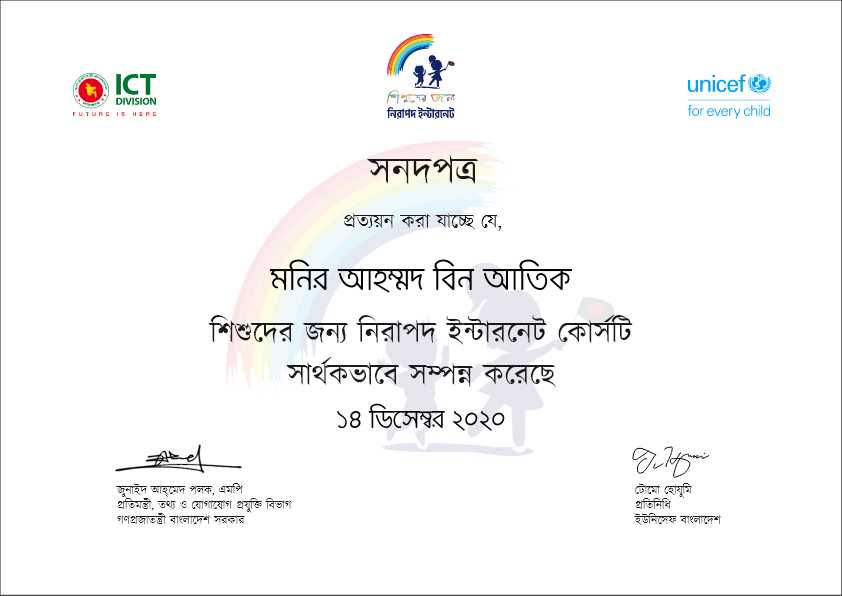 ICT
DIVISION
FUTURE IS HERE
শিশুদের জন্য
নিরাপদ ইন্টারনেট
unicef
for every child
সনদপত্র
প্রত্যয়ন করা যাচ্ছে যে,
মনির আহম্মদ বিন আতিক
শিশুদের জন্য নিরাপদ ইন্টারনেট কোর্সটি
সার্থকভাবে সম্পন্ন করেছে
১৪ ডিসেম্বর ২০২০
জুনাইদ আহ্‌মেদ পলক, এমপি
প্রতিমন্ত্রী, তথ্য ও যোগাযোগ প্রযুক্তি বিভাগ
গণপ্রজাতন্ত্রী বাংলাদেশ সরকার
টোমো হোযুমি
প্রতিনিধি
ইউনিসেফ বাংলাদেশ